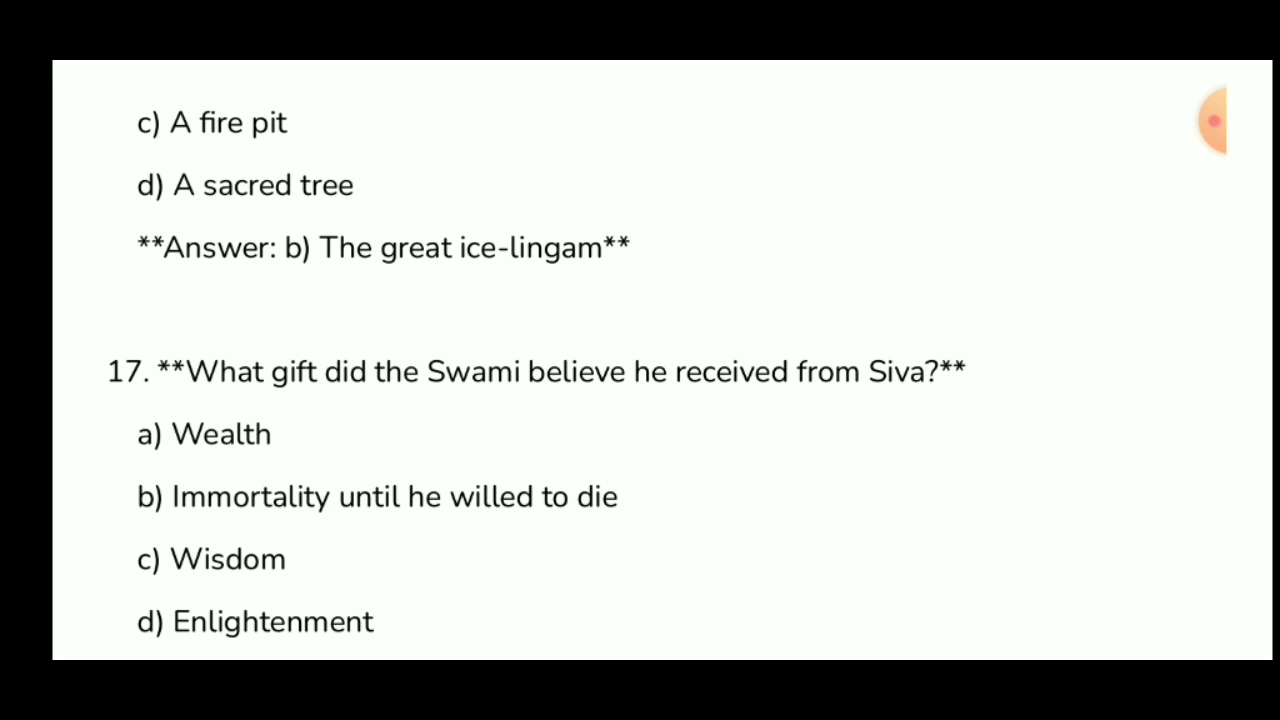 c) A fire pit
d) A sacred tree
**Answer: b) The great ice-lingam**
17. **What gift did the Swami believe he received from Siva?**
a) Wealth
b) Immortality until he willed to die
c) Wisdom
d) Enlightenment